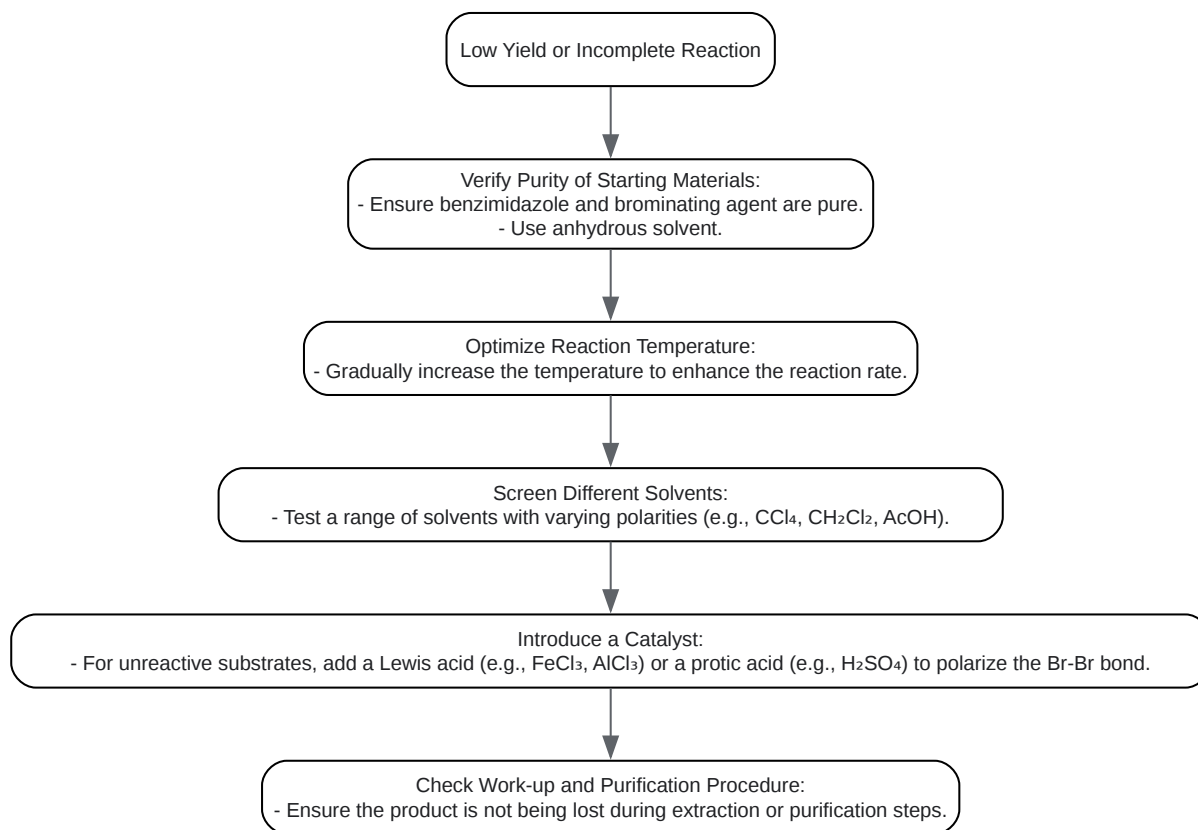 Low Yield or Incomplete Reaction
Verify Purity of Starting Materials:
- Ensure benzimidazole and brominating agent are pure.
- Use anhydrous solvent.
Optimize Reaction Temperature:
- Gradually increase the temperature to enhance the reaction rate.
Screen Different Solvents:
- Test a range of solvents with varying polarities (e.g., CCl₄, CH₂Cl₂, AcOH).
Introduce a Catalyst:
- For unreactive substrates, add a Lewis acid (e.g., FeCl₃, AlCl₃) or a protic acid (e.g., H₂SO₄) to polarize the Br-Br bond.
Check Work-up and Purification Procedure:
- Ensure the product is not being lost during extraction or purification steps.